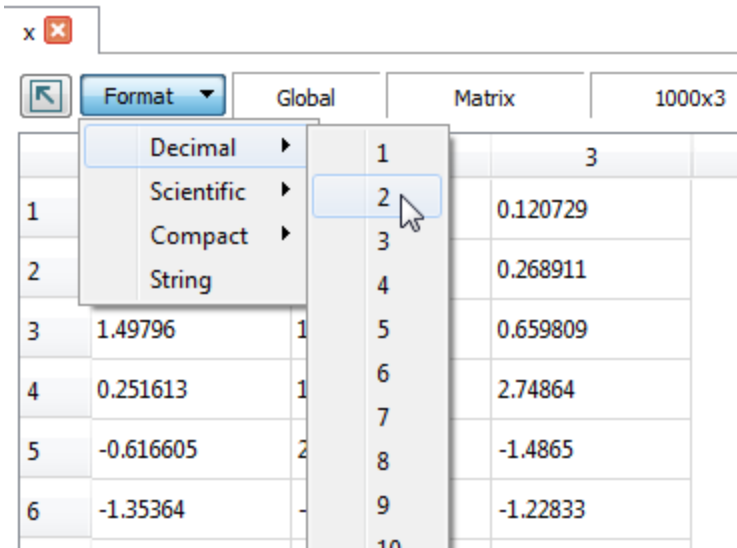 x
Format Global Matrix 1000x3
Decimal 1 3
Scientific 2
1 0.120729
Compact 3
2 0.268911
String 4
3 1.49796 1 5 0.659809
6
4 0.251613 1 2.74864
7
5 -0.616605 2 8 -1.4865
6 -1.35364 - 9 -1.22833
10